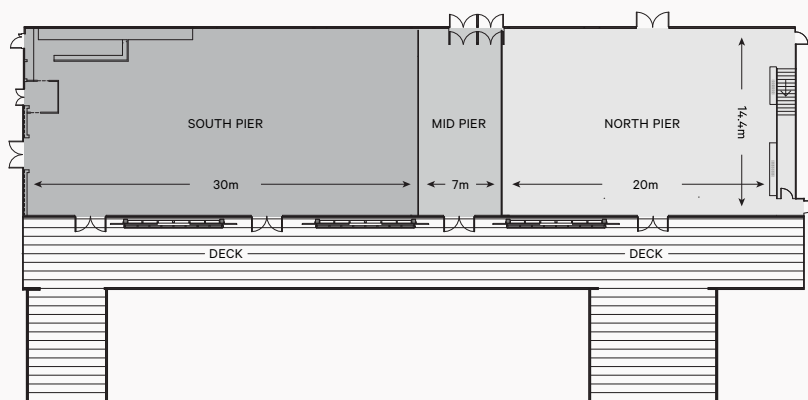 SOUTH PIER
MID PIER
NORTH PIER
14.4m
30m
7m
20m
DECK
DECK